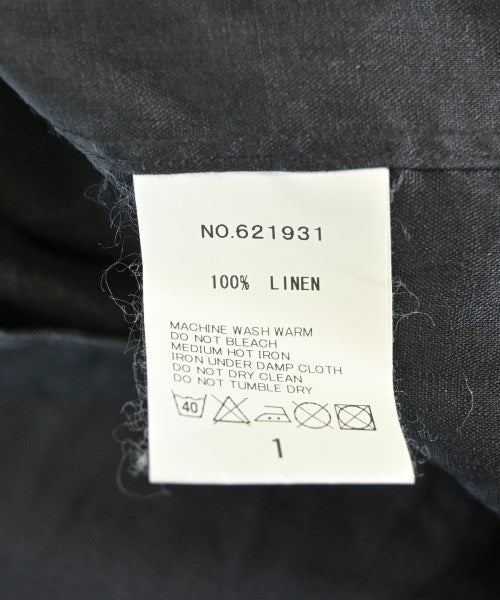 NO.621931
100% LINEN
MACHINE WASH WARM
DO NOT BLEACH
MEDIUM HOT IRON
IRON UNDER DAMP CLOTH
DO NOT DRY CLEAN
DO NOT TUMBLE DRY
40
1